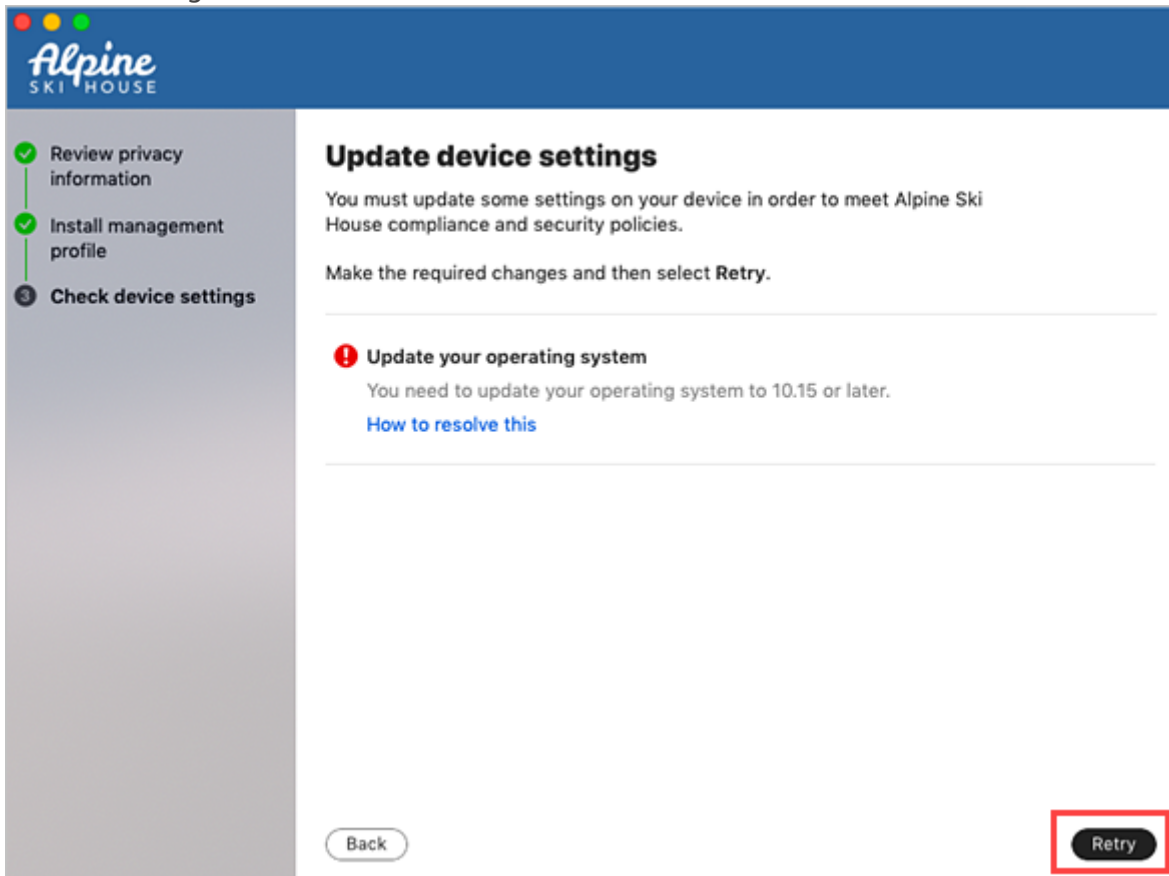 Alpine
SKI HOUSE
Review privacy
information
Install management
profile
3 Check device settings
Update device settings
You must update some settings on your device in order to meet Alpine Ski
House compliance and security policies.
Make the required changes and then select Retry.
Update your operating system
You need to update your operating system to 10.15 or later.
How to resolve this
Back
Retry